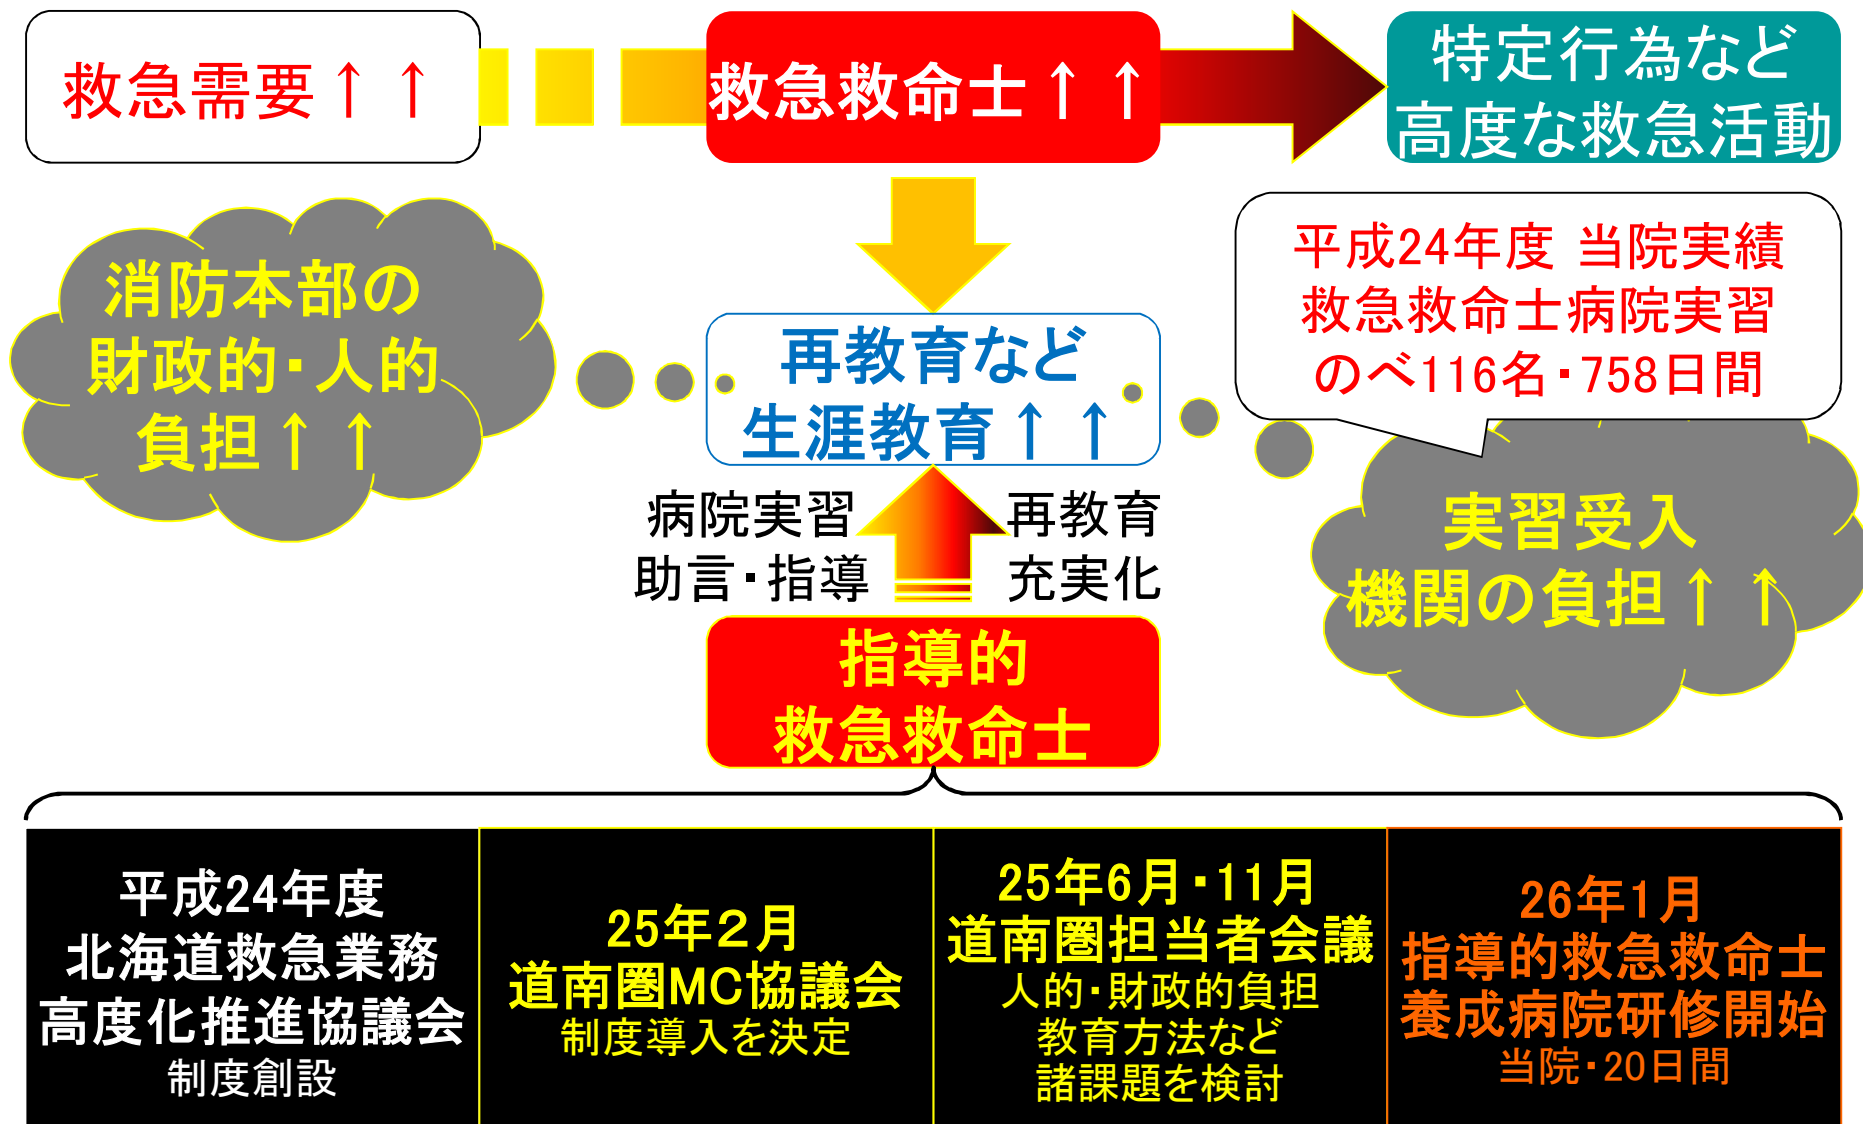 救急需要↑↑
救急救命士↑↑
特定行為など
高度な救急活動
消防本部の
財政的・人的
負担↑↑
再教育など
生涯教育↑↑
平成24年度 当院実績
救急救命士病院実習
のべ116名・758日間
実習受入
機関の負担↑↑
病院実習
助言・指導
再教育
充実化
指導的
救急救命士
平成24年度
北海道救急業務
高度化推進協議会
制度創設
25年２月
道南圏MC協議会
制度導入を決定
25年6月・11月
道南圏担当者会議
人的・財政的負担
教育方法など
諸課題を検討
26年1月
指導的救急救命士
養成病院研修開始
当院・20日間